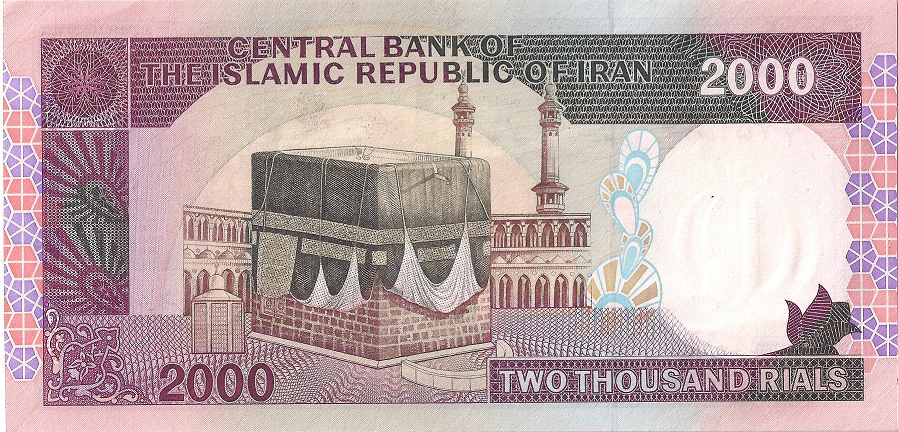 CENTRAL BANK OF
THE ISLAMIC REPUBLIC OF IRAN
2000
2000
TWO THOUSAND RIALS